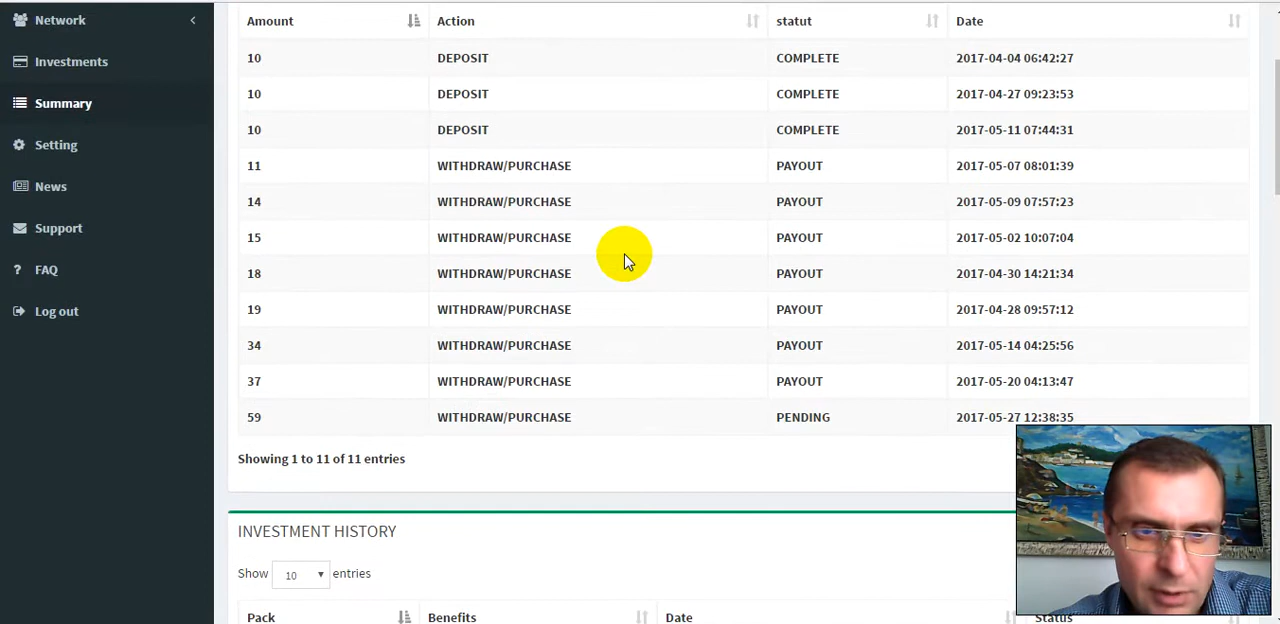 Network
Investments
Summary
Setting
News
Support
FAQ
Log out
Amount Action statut Date
10 DEPOSIT COMPLETE 2017-04-04 06:42:27
10 DEPOSIT COMPLETE 2017-04-27 09:23:53
10 DEPOSIT COMPLETE 2017-05-11 07:44:31
11 WITHDRAW/PURCHASE PAYOUT 2017-05-07 08:01:39
14 WITHDRAW/PURCHASE PAYOUT 2017-05-09 07:57:23
15 WITHDRAW/PURCHASE PAYOUT 2017-05-02 10:07:04
18 WITHDRAW/PURCHASE PAYOUT 2017-04-30 14:21:34
19 WITHDRAW/PURCHASE PAYOUT 2017-04-28 09:57:12
34 WITHDRAW/PURCHASE PAYOUT 2017-05-14 04:25:56
37 WITHDRAW/PURCHASE PAYOUT 2017-05-20 04:13:47
59 WITHDRAW/PURCHASE PENDING 2017-05-27 12:38:35
Showing 1 to 11 of 11 entries
INVESTMENT HISTORY
Show 10 entries
Pack Benefits Date Status